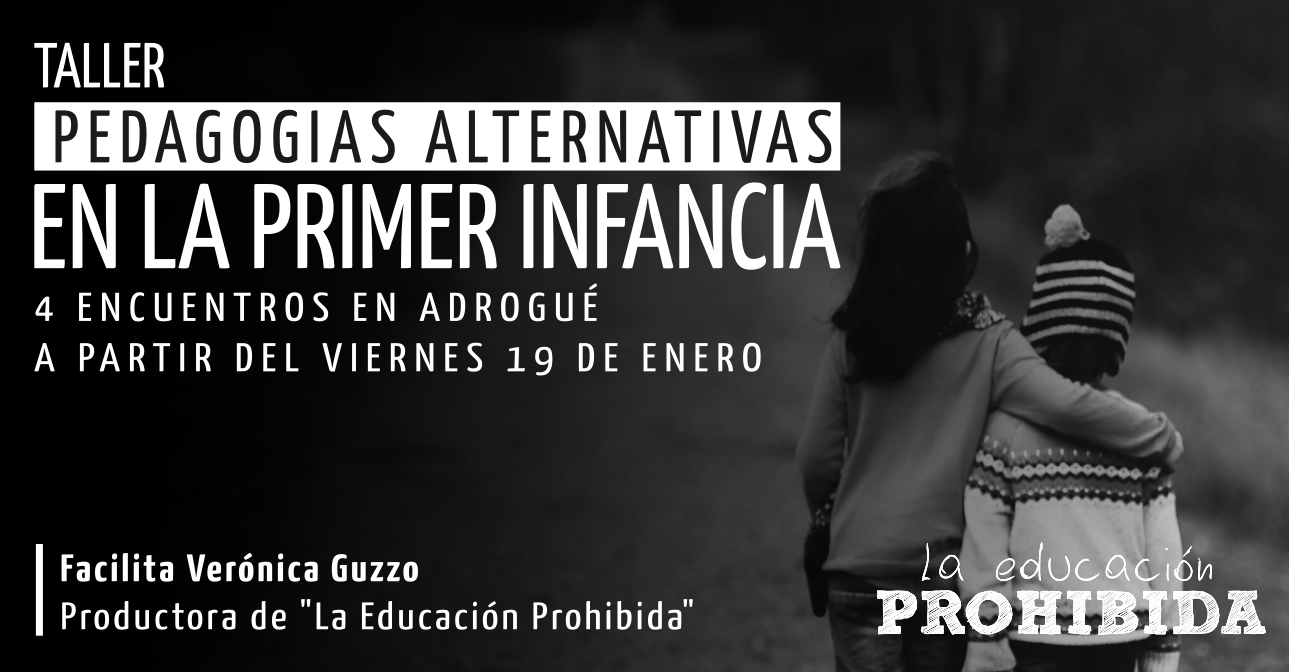 TALLER
PEDAGOGIAS ALTERNATIVAS
EN LA PRIMER INFANCIA
4 ENCUENTROS EN ADROGUÉ
A PARTIR DEL VIERNES 19 DE ENERO
Facilita Verónica Guzzo
Productora de "La Educación Prohibida"
la educación
PROHIBIDA